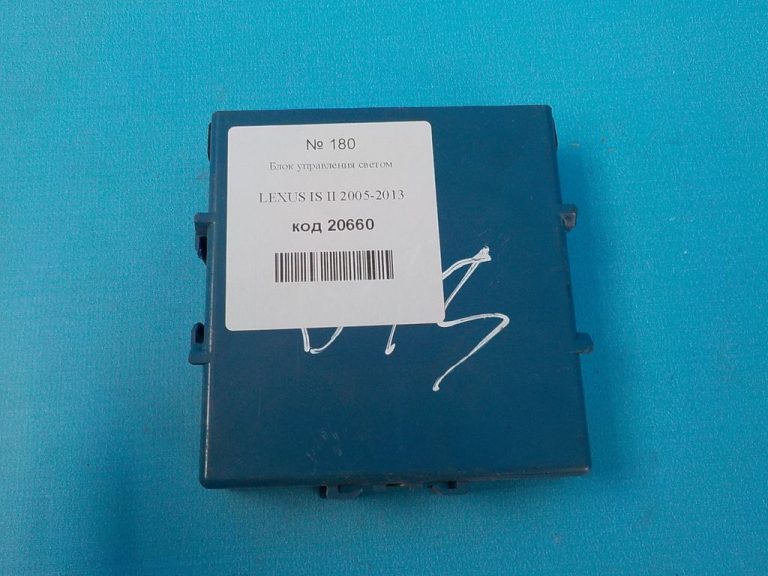 № 180
Блок управления светом
LEXUS IS II 2005-2013
код 20660